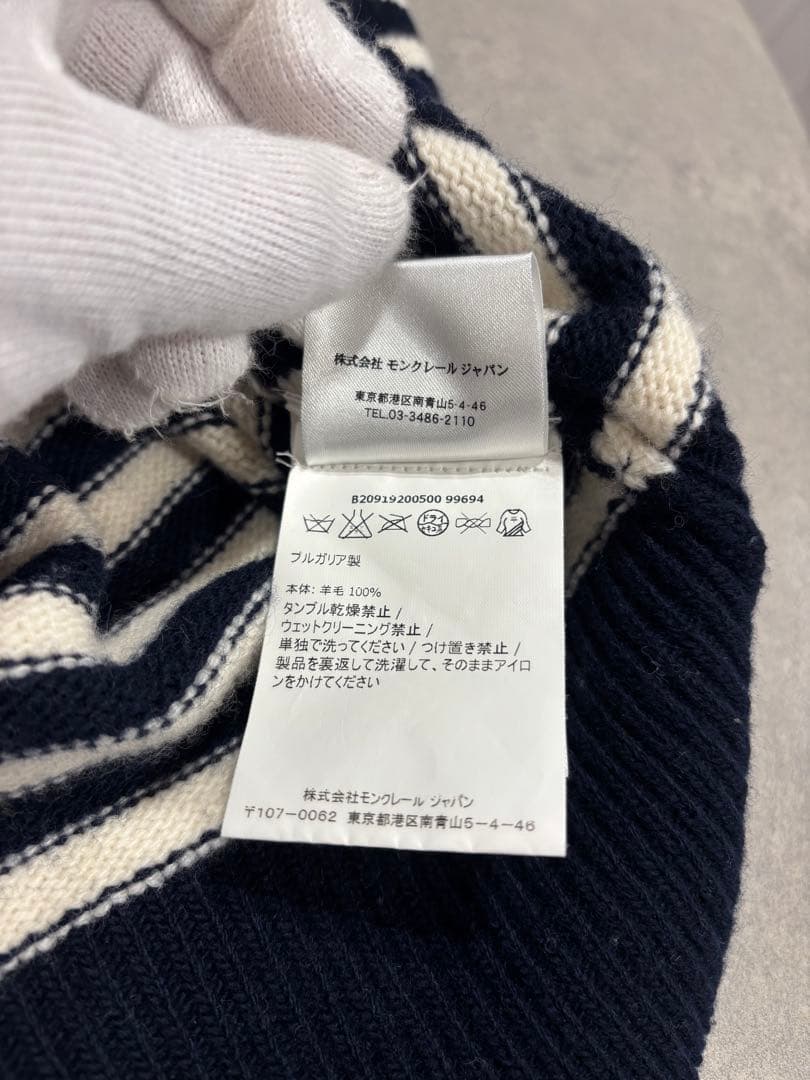 株式会社 モンクレール ジャパン
東京都港区南青山5-4-46
TEL.03-3486-2110
B20919200500 99694
ドライ
ブルガリア製
本体: 羊毛 100%
タンブル乾燥禁止 /
ウェットクリーニング禁止 /
単独で洗ってください / つけ置き禁止 /
製品を裏返して洗濯して、そのままアイロ
ンをかけてください
株式会社モンクレール ジャパン
〒107-0062 東京都港区南青山5-4-46